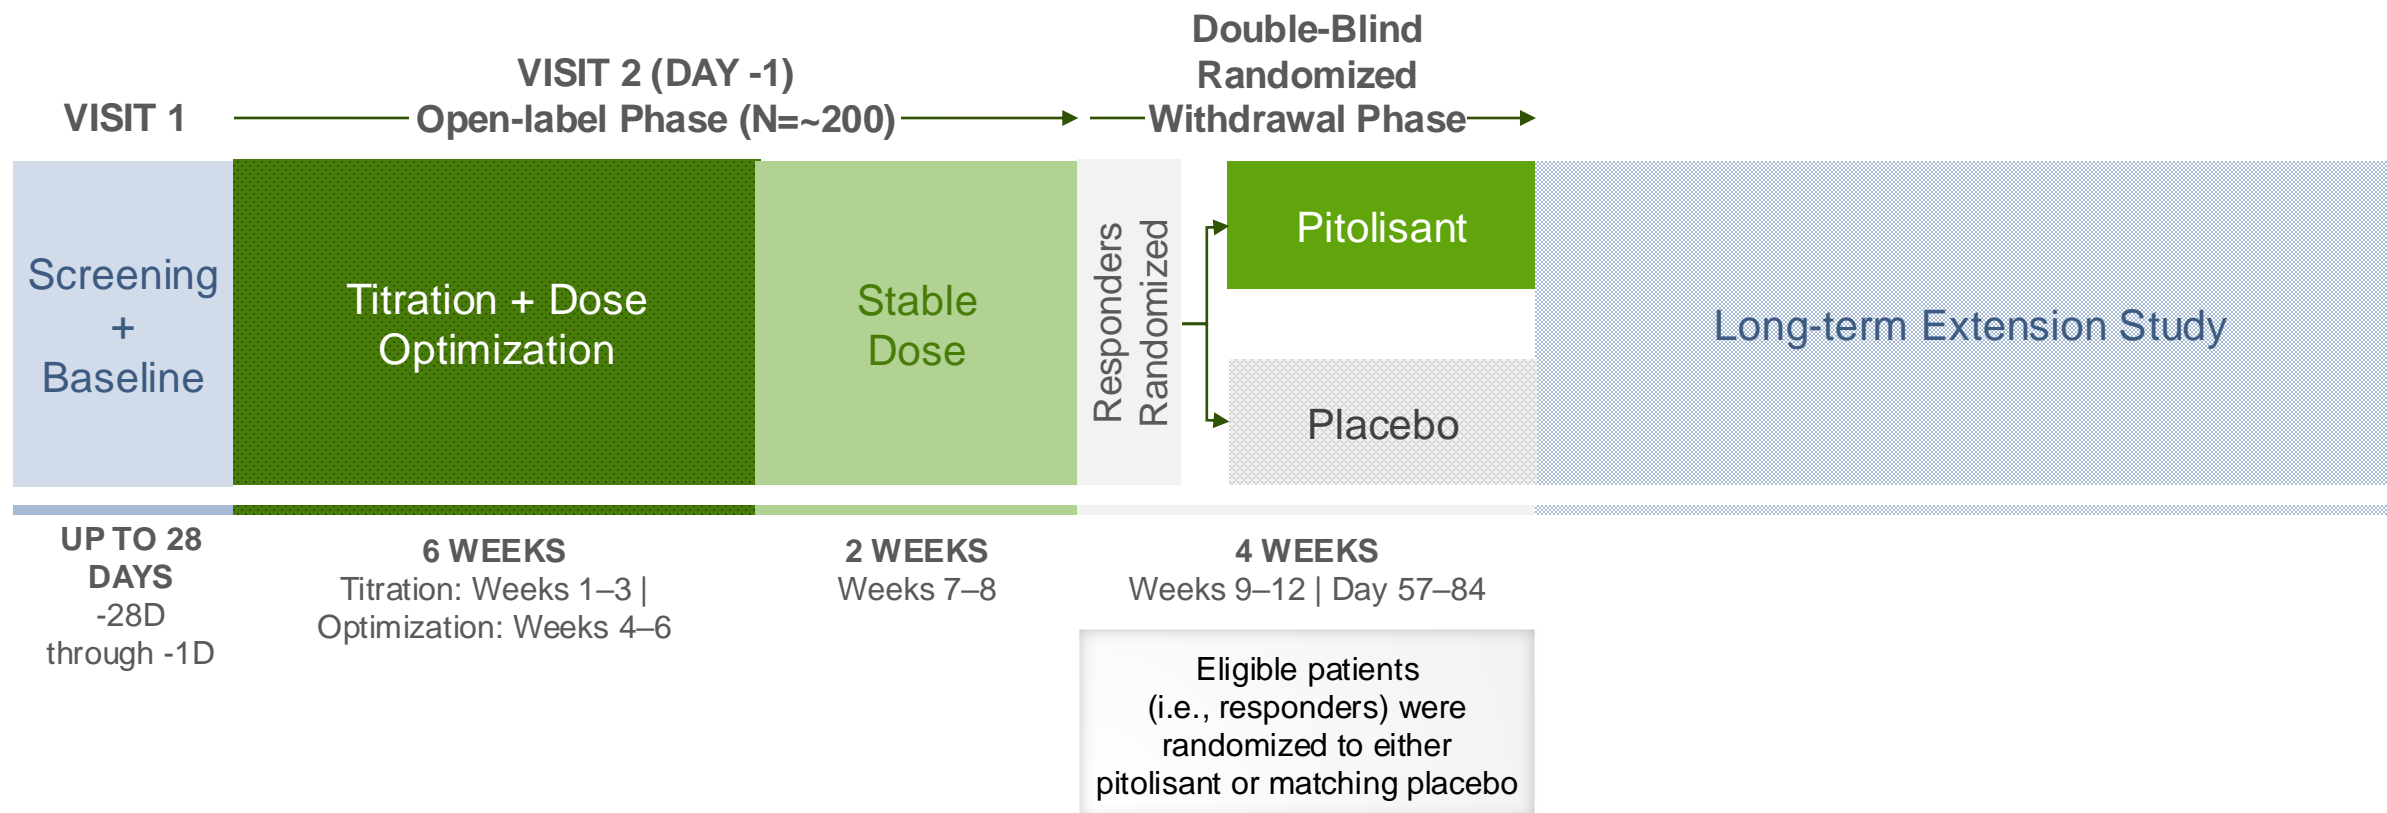 VISIT 1
VISIT 2 (DAY -1)
Open-label Phase (N=~200)
Double-Blind
Randomized
Withdrawal Phase
Screening
+
Baseline
Titration + Dose
Optimization
Stable
Dose
Responders
Randomized
Pitolisant
Placebo
Long-term Extension Study
UP TO 28
DAYS
-28D
through -1D
6 WEEKS
Titration: Weeks 1–3 |
Optimization: Weeks 4–6
2 WEEKS
Weeks 7–8
4 WEEKS
Weeks 9–12 | Day 57–84
Eligible patients
(i.e., responders) were
randomized to either
pitolisant or matching placebo